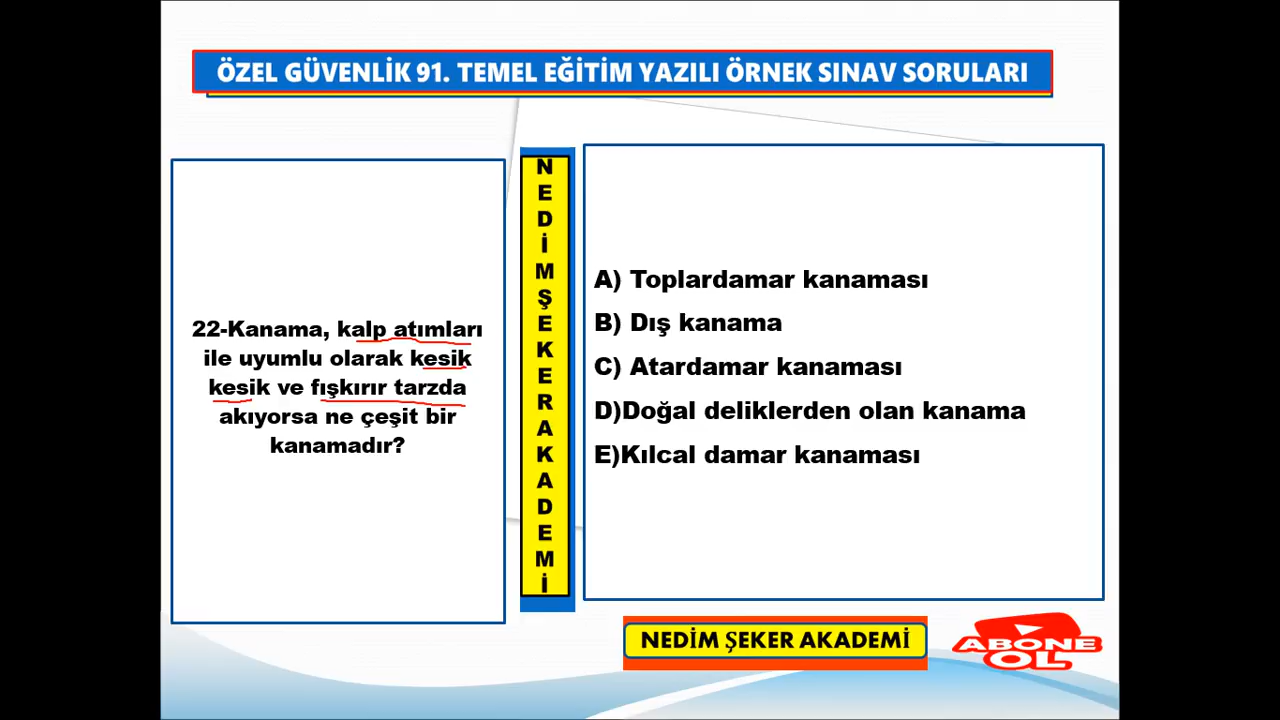 ÖZEL GÜVENLİK 91. TEMEL EĞİTİM YAZILI ÖRNEK SINAV SORULARI
22-Kanama, kalp atımları
ile uyumlu olarak kesik
kesik ve fışkırır tarzda
akıyorsa ne çeşit bir
kanamadır?
N
E
D
İ
M
Ş
E
K
E
R
A
K
A
D
E
M
İ
A) Toplardamar kanaması
B) Dış kanama
C) Atardamar kanaması
D)Doğal deliklerden olan kanama
E)Kılcal damar kanaması
NEDİM ŞEKER AKADEMİ
ABONE
OL